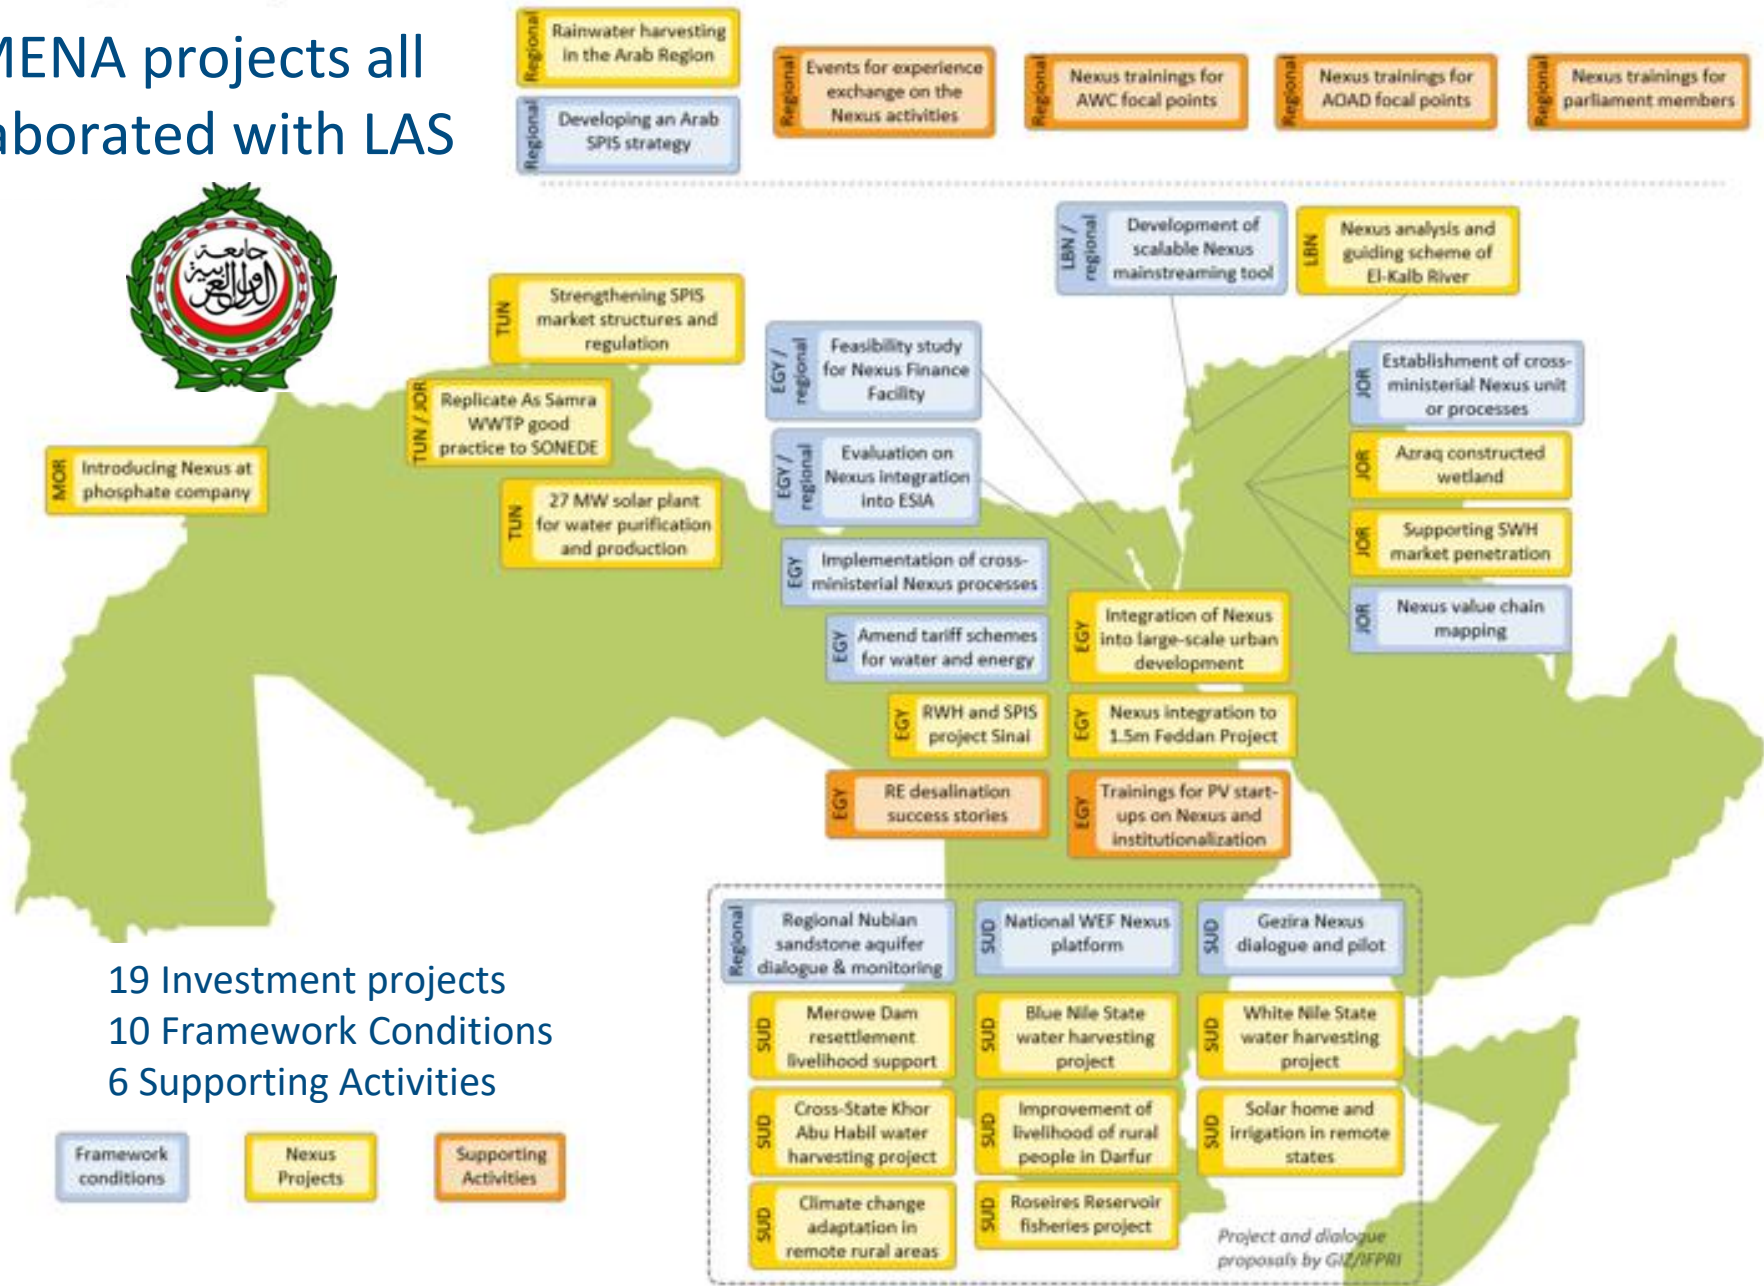 MENA projects all
aborated with LAS
Regional
Rainwater harvesting
in the Arab Region
Regional
Developing an Arab
SPIS strategy
Regional
Events for experience
exchange on the
Nexus activities
Regional
Nexus trainings for
AWC focal points
Regional
Nexus trainings for
AOAD focal points
Regional
Nexus trainings for
parliament members
جامعة
الدول العربية
LBN /
regional
Development of
scalable Nexus
mainstreaming tool
LBN
Nexus analysis and
guiding scheme of
El-Kalb River
TUN
Strengthening SPIS
market structures and
regulation
TUN / JOR
Replicate As Samra
WWTP good
practice to SONEDE
MOR
Introducing Nexus at
phosphate company
TUN
27 MW solar plant
for water purification
and production
EGY /
regional
Feasibility study
for Nexus Finance
Facility
EGY /
regional
Evaluation on
Nexus integration
into ESIA
EGY
Implementation of cross-
ministerial Nexus processes
EGY
Amend tariff schemes
for water and energy
EGY
RWH and SPIS
project Sinai
EGY
RE desalination
success stories
EGY
Integration of Nexus
into large-scale urban
development
EGY
Nexus integration to
1.5m Feddan Project
EGY
Trainings for PV start-
ups on Nexus and
institutionalization
JOR
Establishment of cross-
ministerial Nexus unit
or processes
JOR
Azraq constructed
wetland
JOR
Supporting SWH
market penetration
JOR
Nexus value chain
mapping
Regional
Regional Nubian
sandstone aquifer
dialogue & monitoring
SUD
National WEF Nexus
platform
SUD
Gezira Nexus
dialogue and pilot
SUD
Merowe Dam
resettlement
livelihood support
SUD
Blue Nile State
water harvesting
project
SUD
White Nile State
water harvesting
project
SUD
Cross-State Khor
Abu Habil water
harvesting project
SUD
Improvement of
livelihood of rural
people in Darfur
SUD
Solar home and
irrigation in remote
states
SUD
Climate change
adaptation in
remote rural areas
SUD
Roseires Reservoir
fisheries project
Project and dialogue
proposals by GIZ/IFPRI
19 Investment projects
10 Framework Conditions
6 Supporting Activities
Framework
conditions
Nexus
Projects
Supporting
Activities